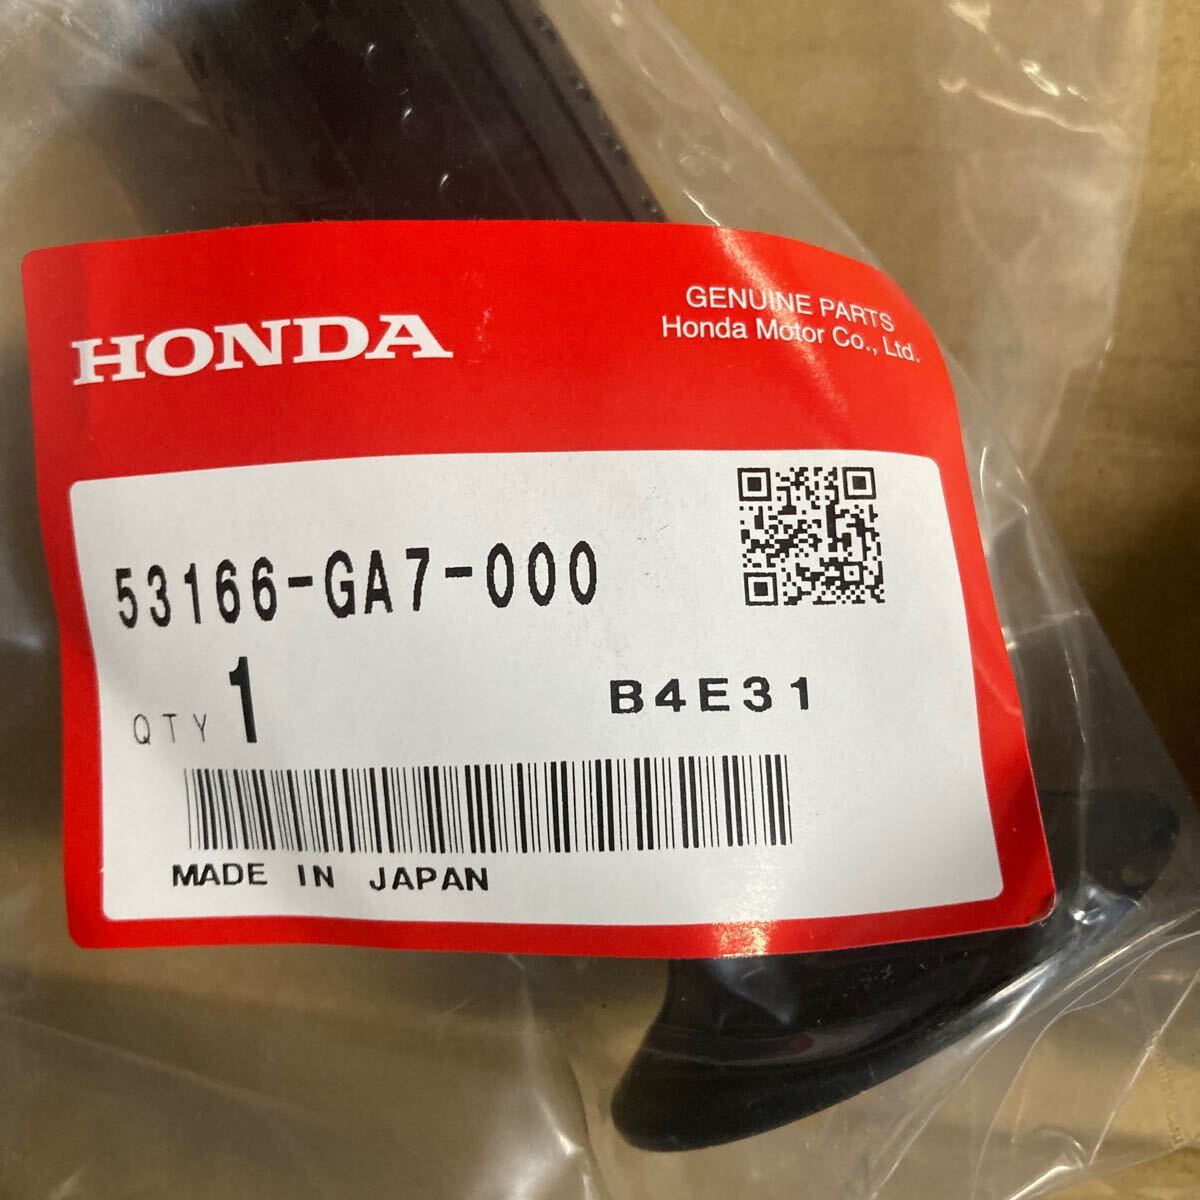 HONDA
GENUINE PARTS
Honda Motor Co., Ltd.
53166-GA7-000
QTY 1
B4E31
MADE IN JAPAN